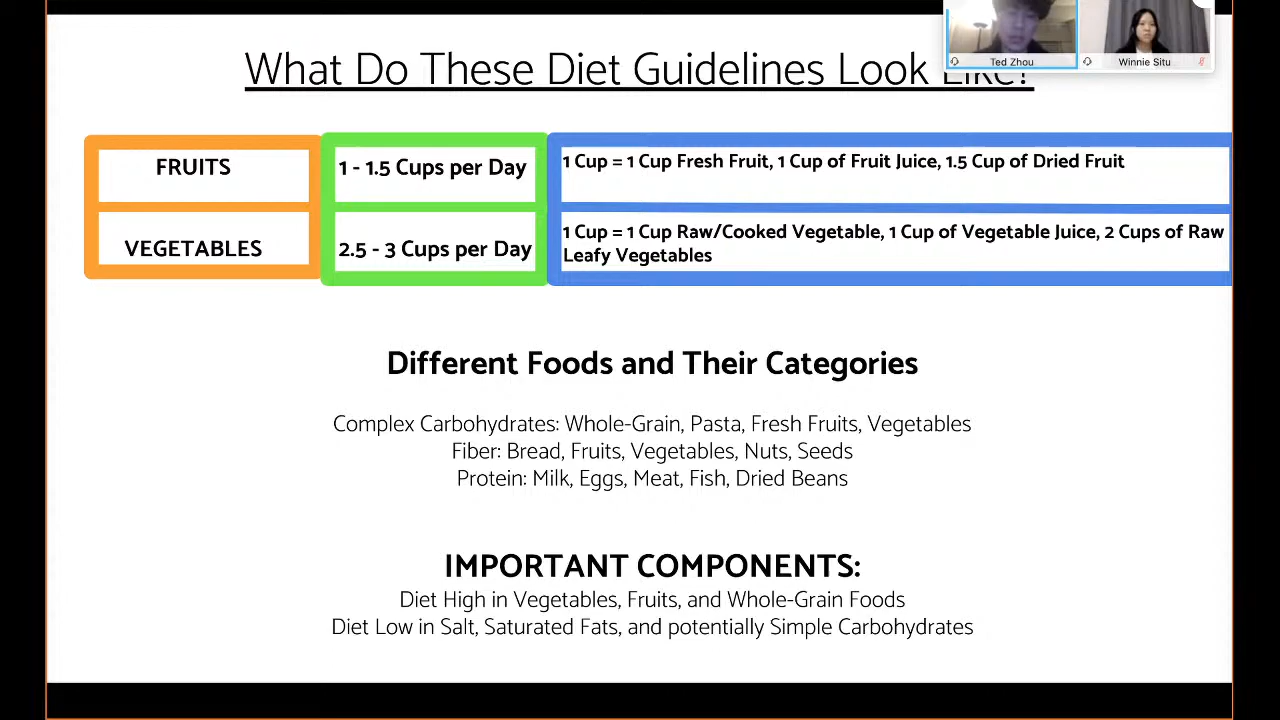 What Do These Diet Guidelines Look Like?
Ted Zhou
Winnie Situ
FRUITS
1 - 1.5 Cups per Day
1 Cup = 1 Cup Fresh Fruit, 1 Cup of Fruit Juice, 1.5 Cup of Dried Fruit
VEGETABLES
2.5 - 3 Cups per Day
1 Cup = 1 Cup Raw/Cooked Vegetable, 1 Cup of Vegetable Juice, 2 Cups of Raw
Leafy Vegetables
Different Foods and Their Categories
Complex Carbohydrates: Whole-Grain, Pasta, Fresh Fruits, Vegetables
Fiber: Bread, Fruits, Vegetables, Nuts, Seeds
Protein: Milk, Eggs, Meat, Fish, Dried Beans
IMPORTANT COMPONENTS:
Diet High in Vegetables, Fruits, and Whole-Grain Foods
Diet Low in Salt, Saturated Fats, and potentially Simple Carbohydrates